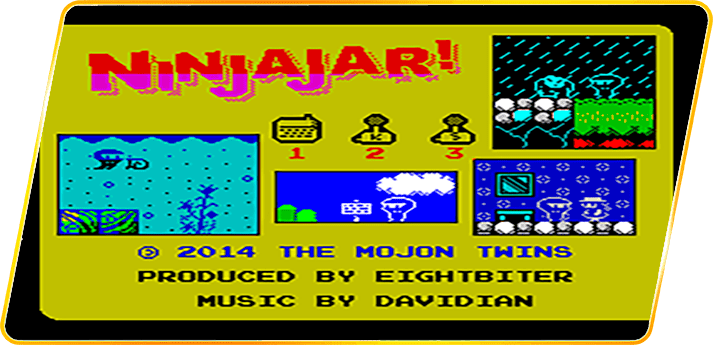 NINJAJAR!
K S
1 2 3
© 2014 THE MOJON TWINS
PRODUCED BY EIGHTBITER
MUSIC BY DAVIDIAN